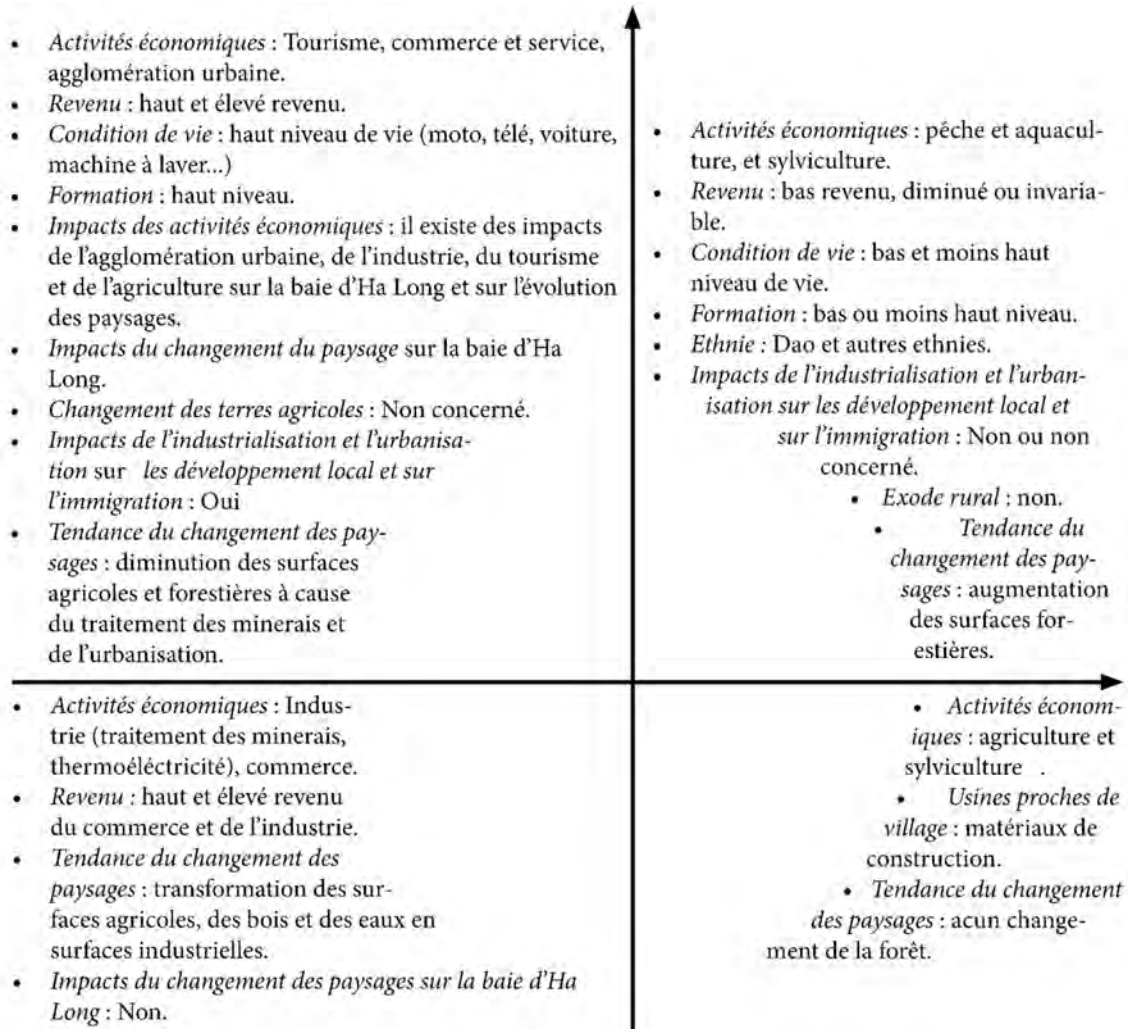 • Activités économiques : Tourisme, commerce et service,
agglomération urbaine.
• Revenu : haut et élevé revenu.
• Condition de vie : haut niveau de vie (moto, télé, voiture,
machine à laver...)
• Formation : haut niveau.
• Impacts des activités économiques : il existe des impacts
de l'agglomération urbaine, de l'industrie, du tourisme
et de l'agriculture sur la baie d'Ha Long et sur l'évolution
des paysages.
• Impacts du changement du paysage sur la baie d'Ha
Long.
• Changement des terres agricoles : Non concerné.
• Impacts de l'industrialisation et l'urbanisa-
tion sur les développement local et sur
l'immigration : Oui
• Tendance du changement des pay-
sages : diminution des surfaces
agricoles et forestières à cause
du traitement des minerais et
de l'urbanisation.
• Activités économiques : péche et aquacul-
ture, et sylviculture.
• Revenu : bas revenu, diminué ou invaria-
ble.
• Condition de vie : bas et moins haut
niveau de vie.
• Formation : bas ou moins haut niveau.
• Ethnie : Dao et autres ethnies.
• Impacts de l'industrialisation et l'urban-
isation sur les développement local et
sur l'immigration : Non ou non
concerné.
• Exode rural : non.
• Tendance du
changement des pay-
sages : augmentation
des surfaces for-
estières.
• Activités économiques : Indus-
trie (traitement des minerais,
thermoéléctricité), commerce.
• Revenu : haut et élevé revenu
du commerce et de l'industrie.
• Tendance du changement des
paysages : transformation des sur-
faces agricoles, des bois et des eaux en
surfaces industrielles.
• Impacts du changement des paysages sur la baie d'Ha
Long : Non.
• Activités économ-
iques : agriculture et
sylviculture .
• Usines proches de
village : matériaux de
construction.
• Tendance du changement
des paysages : acun change-
ment de la forêt.